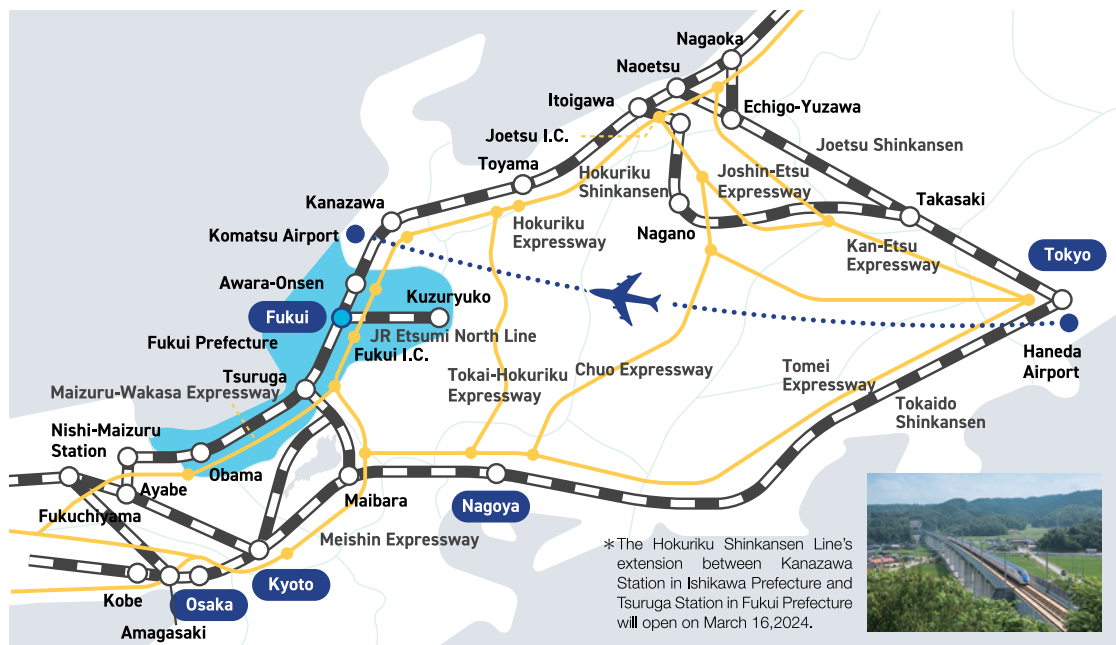 Nagaoka
Naoetsu
Itoigawa
Echigo-Yuzawa
Joetsu I.C.
Joetsu Shinkansen
Toyama
Hokuriku
Shinkansen
Joshin-Etsu
Expressway
Kanazawa
Takasaki
Komatsu Airport
Hokuriku
Expressway
Nagano
Kan-Etsu
Expressway
Tokyo
Awara-Onsen
Kuzuryuko
Fukui
JR Etsumi North Line
Fukui Prefecture
Fukui I.C.
Haneda
Airport
Tsuruga
Maizuru-Wakasa Expressway
Tokai-Hokuriku
Expressway
Chuo Expressway
Tomei
Expressway
Tokaido
Shinkansen
Nishi-Maizuru
Station
Obama
Ayabe
Maibara
Nagoya
Fukuchiyama
Meishin Expressway
Kyoto
Kobe
Osaka
Amagasaki
*The Hokuriku Shinkansen Line's
extension between Kanazawa
Station in Ishikawa Prefecture and
Tsuruga Station in Fukui Prefecture
will open on March 16,2024.